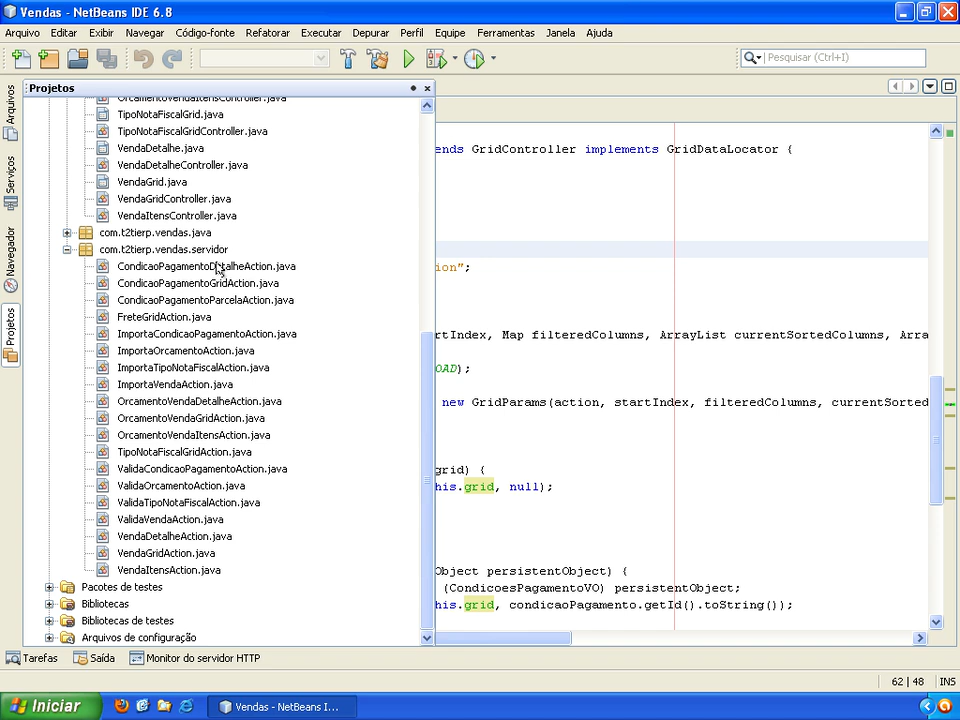 Vendas - NetBeans IDE 6.8
Arquivo Editar Exibir Navegar Código-fonte Refatorar Executar Depurar Perfil Equipe Ferramentas Janela Ajuda
Pesquisar (Ctrl+I)
Arquivos
Serviços
Navegador
Projetos
Projetos
OrcamentoVendaItensController.java
TipoNotaFiscalGrid.java
TipoNotaFiscalGridController.java
VendaDetalhe.java
VendaDetalheController.java
VendaGrid.java
VendaGridController.java
VendaItensController.java
com.t2tierp.vendas.java
com.t2tierp.vendas.servidor
CondicaoPagamentoDetalheAction.java
CondicaoPagamentoGridAction.java
CondicaoPagamentoParcelaAction.java
FreteGridAction.java
ImportaCondicaoPagamentoAction.java
ImportaOrcamentoAction.java
ImportaTipoNotaFiscalAction.java
ImportaVendaAction.java
OrcamentoVendaDetalheAction.java
OrcamentoVendaGridAction.java
OrcamentoVendaItensAction.java
TipoNotaFiscalGridAction.java
ValidaCondicaoPagamentoAction.java
ValidaOrcamentoAction.java
ValidaTipoNotaFiscalAction.java
ValidaVendaAction.java
VendaDetalheAction.java
VendaGridAction.java
VendaItensAction.java
Pacotes de testes
Bibliotecas
Bibliotecas de testes
Arquivos de configuração
ends GridController implements GridDataLocator {
ion";
rtIndex, Map filteredColumns, ArrayList currentSortedColumns, Arra
OAD);
new GridParams(action, startIndex, filteredColumns, currentSorted
grid) {
his.grid, null);
Object persistentObject) {
(CondicoesPagamentoVO) persistentObject;
his.grid, condicaoPagamento.getId().toString());
Tarefas Saída Monitor do servidor HTTP
62 | 48 INS
Iniciar Vendas - NetBeans I...